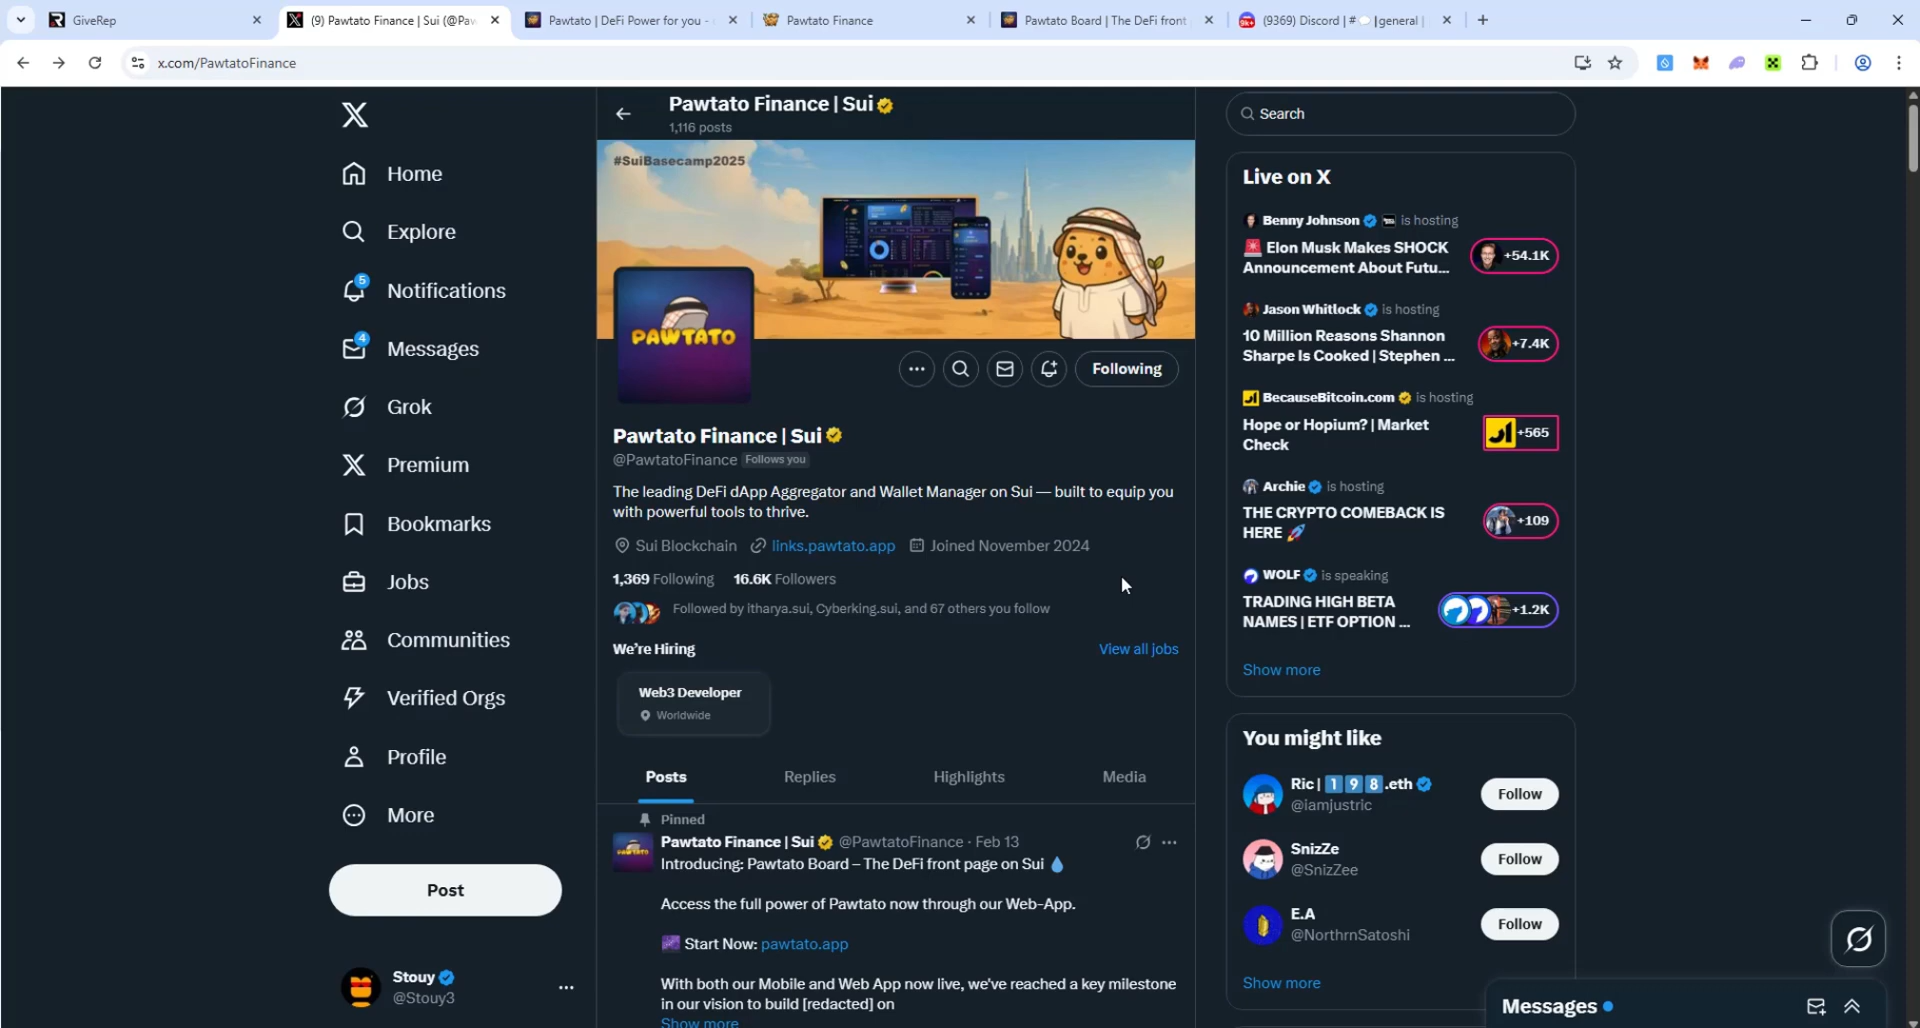 GiveRep
(9) Pawtato Finance | Sui (@Paw
Pawtato | DeFi Power for you -
Pawtato Finance
Pawtato Board | The DeFi front
(9369) Discord | # | general |
x.com/PawtatoFinance
Home
Explore
5
Notifications
4
Messages
Grok
Premium
Bookmarks
Jobs
Communities
Verified Orgs
Profile
More
Post
Stouy
@Stouy3
Pawtato Finance | Sui
1,116 posts
#SuiBasecamp2025
PAWTATO
Following
Pawtato Finance | Sui
@PawtatoFinance Follows you
The leading DeFi dApp Aggregator and Wallet Manager on Sui — built to equip you
with powerful tools to thrive.
Sui Blockchain links.pawtato.app Joined November 2024
1,369 Following 16.6K Followers
Followed by itharya.sui, Cyberking.sui, and 67 others you follow
We're Hiring View all jobs
Web3 Developer
Worldwide
Posts Replies Highlights Media
Pinned
Pawtato Finance | Sui @PawtatoFinance · Feb 13
Introducing: Pawtato Board – The DeFi front page on Sui
Access the full power of Pawtato now through our Web-App.
Start Now: pawtato.app
With both our Mobile and Web App now live, we've reached a key milestone
in our vision to build [redacted] on
Show more
Search
Live on X
Benny Johnson is hosting
Elon Musk Makes SHOCK
Announcement About Futu...
+54.1K
Jason Whitlock is hosting
10 Million Reasons Shannon
Sharpe Is Cooked | Stephen ...
+7.4K
BecauseBitcoin.com is hosting
Hope or Hopium? | Market
Check
+565
Archie is hosting
THE CRYPTO COMEBACK IS
HERE
+109
WOLF is speaking
TRADING HIGH BETA
NAMES | ETF OPTION ...
+1.2K
Show more
You might like
Ric | 1 9 8 .eth
@iamjustric
Follow
SnizZe
@SnizZee
Follow
E.A
@NorthrnSatoshi
Follow
Show more
Messages